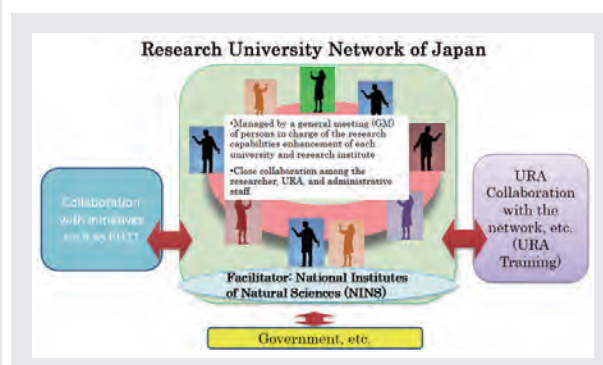 Research University Network of Japan
•Managed by a general meeting (GM)
of persons in charge of the research
capabilities enhancement of each
university and research institute
•Close collaboration among the
researcher, URA, and administrative
staff
Collaboration
with initiatives
such as
URA
Collaboration
with the
network, etc.
(URA
Training)
Facilitator: National Institutes
of Natural Sciences (NINS)
Government, etc.